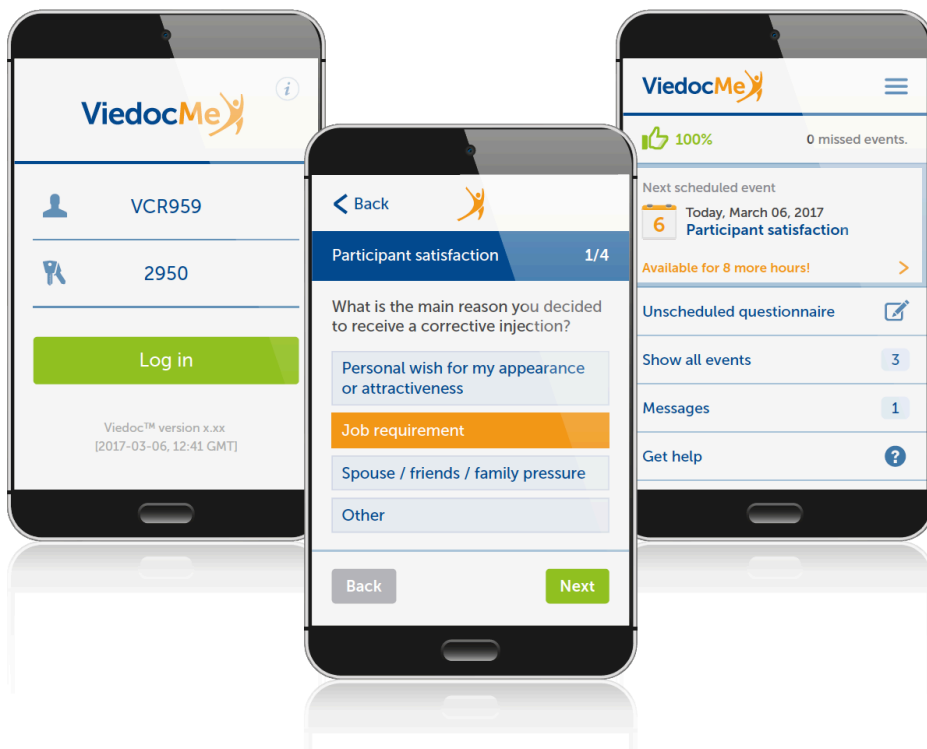 ViedocMe
i
VCR959
2950
Log in
Viedoc™ version x.xx
[2017-03-06, 12:41 GMT]
Back
Participant satisfaction 1/4
What is the main reason you decided
to receive a corrective injection?
Personal wish for my appearance
or attractiveness
Job requirement
Spouse / friends / family pressure
Other
Back Next
ViedocMe
100% 0 missed events.
Next scheduled event
6 Today, March 06, 2017
Participant satisfaction
Available for 8 more hours!
Unscheduled questionnaire
Show all events 3
Messages 1
Get help ?